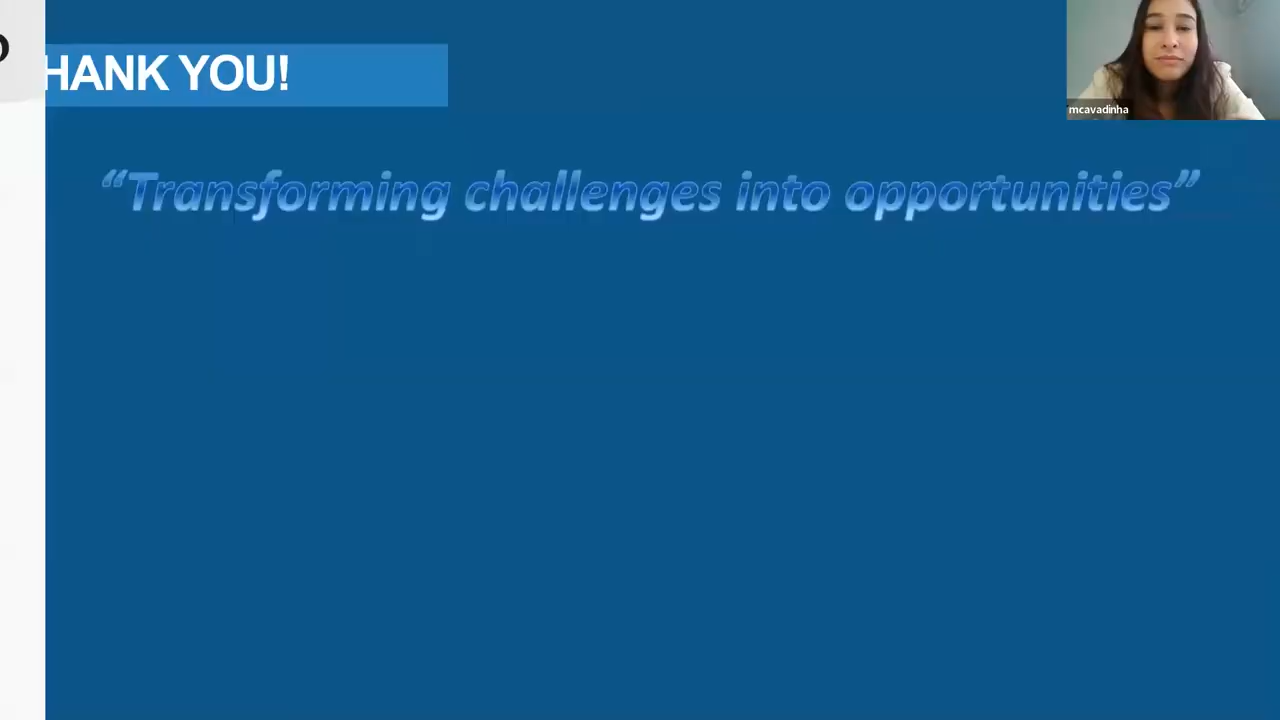 HANK YOU!
mcavadinha
“Transforming challenges into opportunities”